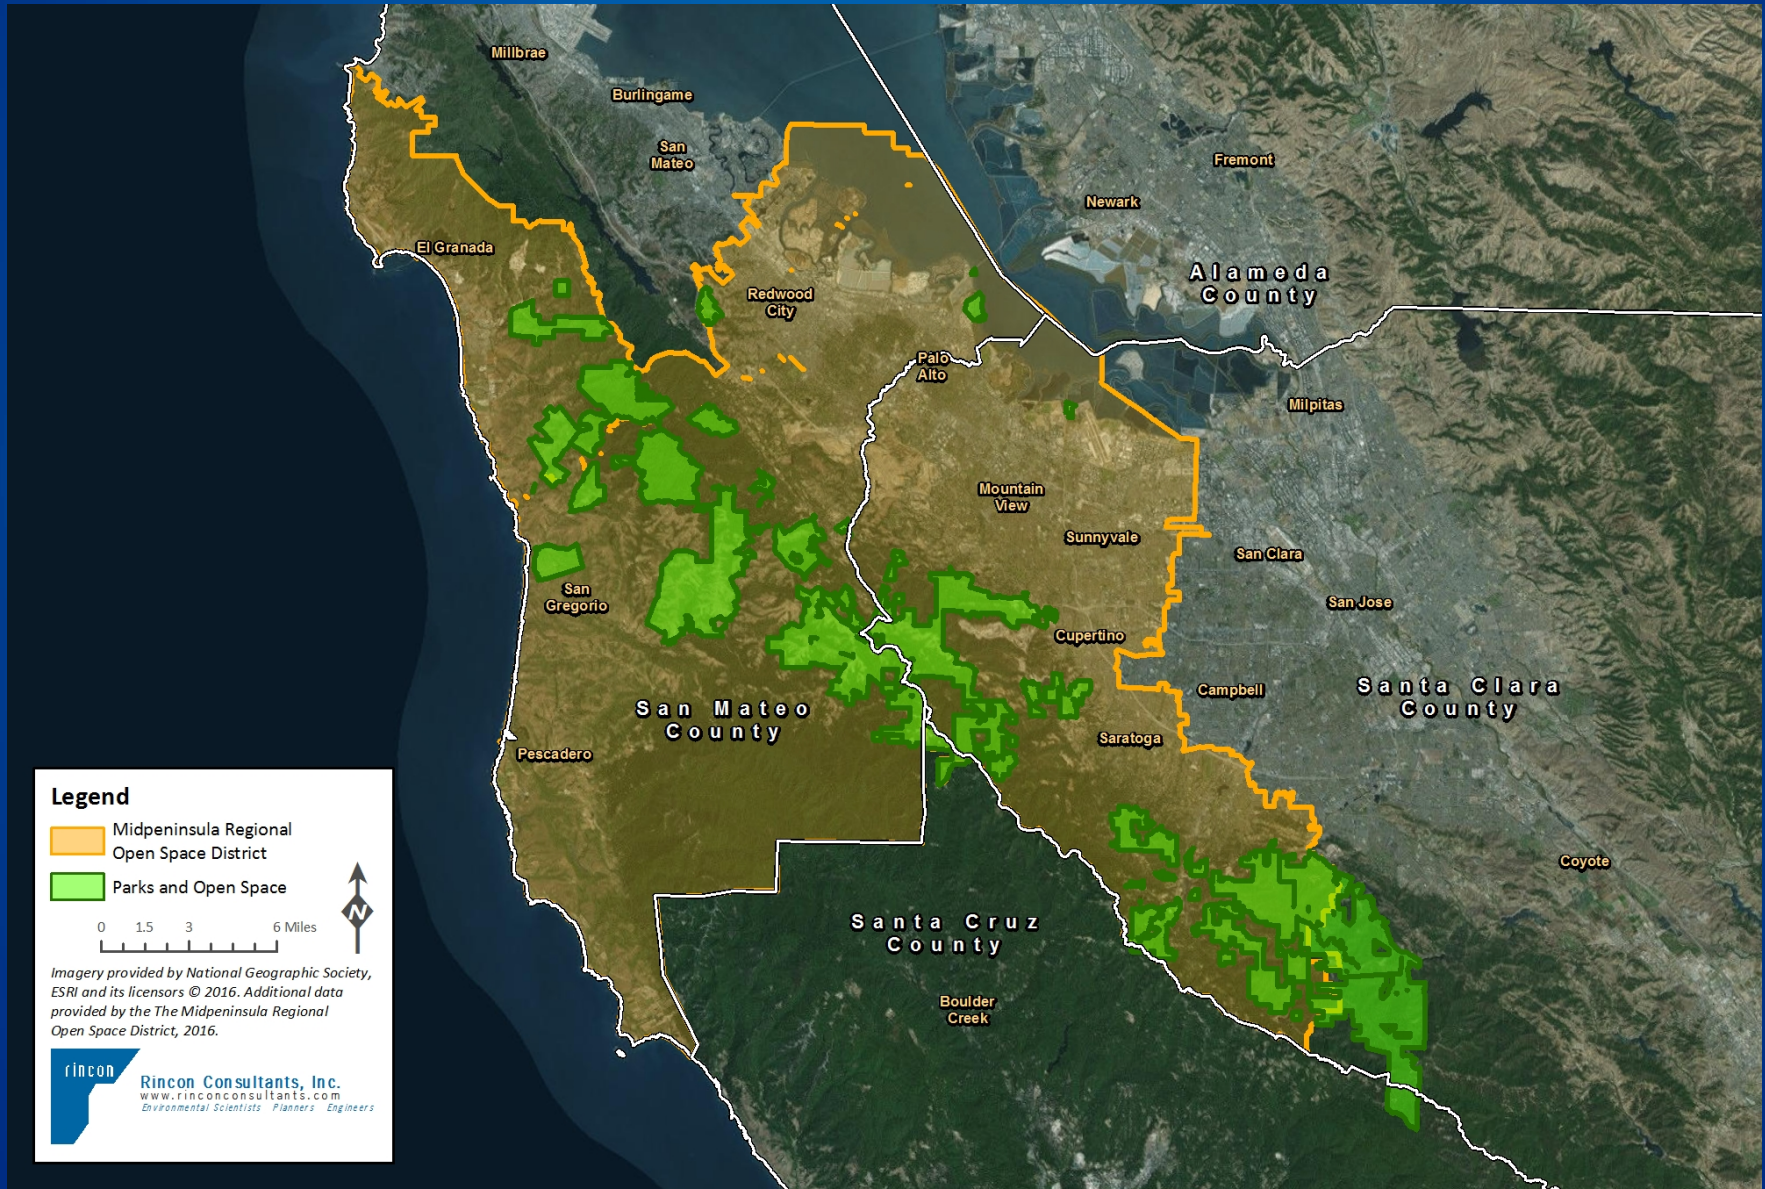 Millbrae
Burlingame
San
Mateo
Fremont
Newark
El Granada
Alameda
County
Redwood
City
Palo
Alto
Milpitas
Mountain
View
Sunnyvale
San Clara
San
Gregorio
San Jose
Cupertino
Campbell
Santa Clara
County
San Mateo
County
Saratoga
Pescadero
Coyote
Santa Cruz
County
Boulder
Creek
Legend
Midpeninsula Regional
Open Space District
Parks and Open Space
0 1.5 3 6 Miles
N
Imagery provided by National Geographic Society,
ESRI and its licensors © 2016. Additional data
provided by the The Midpeninsula Regional
Open Space District, 2016.
rincon
Rincon Consultants, Inc.
www.rinconconsultants.com
Environmental Scientists Planners Engineers